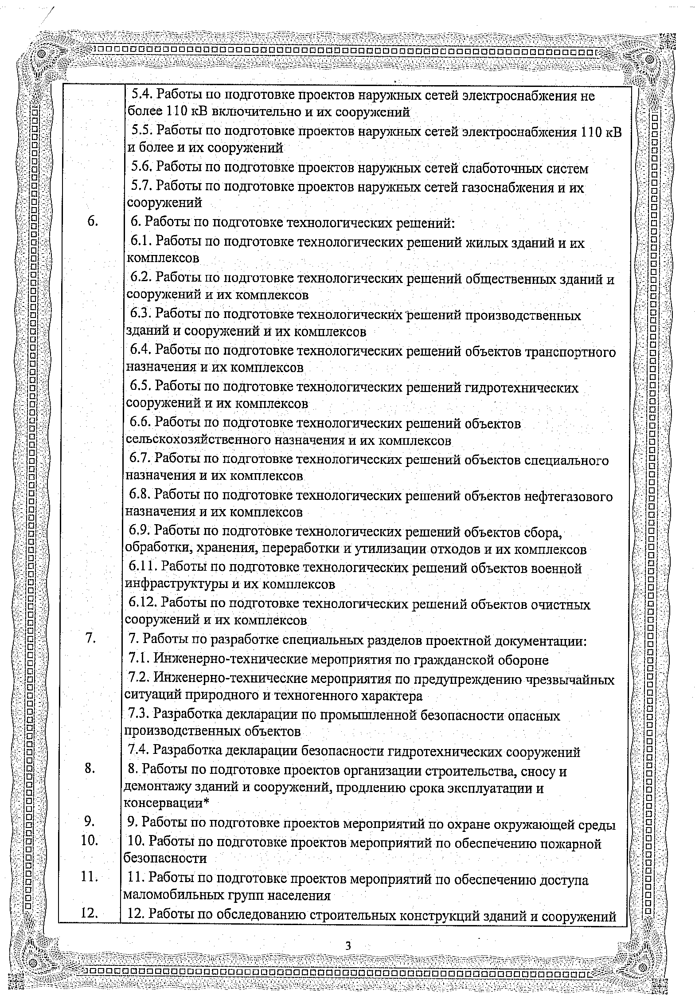 5.4. Работы по подготовке проектов наружных сетей электроснабжения не
более 110 кВ включительно и их сооружений
5.5. Работы по подготовке проектов наружных сетей электроснабжения 110 кВ
и более и их сооружений
5.6. Работы по подготовке проектов наружных сетей слаботочных систем
5.7. Работы по подготовке проектов наружных сетей газоснабжения и их
сооружений
6. 6. Работы по подготовке технологических решений:
6.1. Работы по подготовке технологических решений жилых зданий и их
комплексов
6.2. Работы по подготовке технологических решений общественных зданий и
сооружений и их комплексов
6.3. Работы по подготовке технологических решений производственных
зданий и сооружений и их комплексов
6.4. Работы по подготовке технологических решений объектов транспортного
назначения и их комплексов
6.5. Работы по подготовке технологических решений гидротехнических
сооружений и их комплексов
6.6. Работы по подготовке технологических решений объектов
сельскохозяйственного назначения и их комплексов
6.7. Работы по подготовке технологических решений объектов специального
назначения и их комплексов
6.8. Работы по подготовке технологических решений объектов нефтегазового
назначения и их комплексов
6.9. Работы по подготовке технологических решений объектов сбора,
обработки, хранения, переработки и утилизации отходов и их комплексов
6.11. Работы по подготовке технологических решений объектов военной
инфраструктуры и их комплексов
6.12. Работы по подготовке технологических решений объектов очистных
сооружений и их комплексов
7. 7. Работы по разработке специальных разделов проектной документации:
7.1. Инженерно-технические мероприятия по гражданской обороне
7.2. Инженерно-технические мероприятия по предупреждению чрезвычайных
ситуаций природного и техногенного характера
7.3. Разработка декларации по промышленной безопасности опасных
производственных объектов
7.4. Разработка декларации безопасности гидротехнических сооружений
8. 8. Работы по подготовке проектов организации строительства, сносу и
демонтажу зданий и сооружений, продлению срока эксплуатации и
консервации*
9. 9. Работы по подготовке проектов мероприятий по охране окружающей среды
10. 10. Работы по подготовке проектов мероприятий по обеспечению пожарной
безопасности
11. 11. Работы по подготовке проектов мероприятий по обеспечению доступа
маломобильных групп населения
12. 12. Работы по обследованию строительных конструкций зданий и сооружений
3